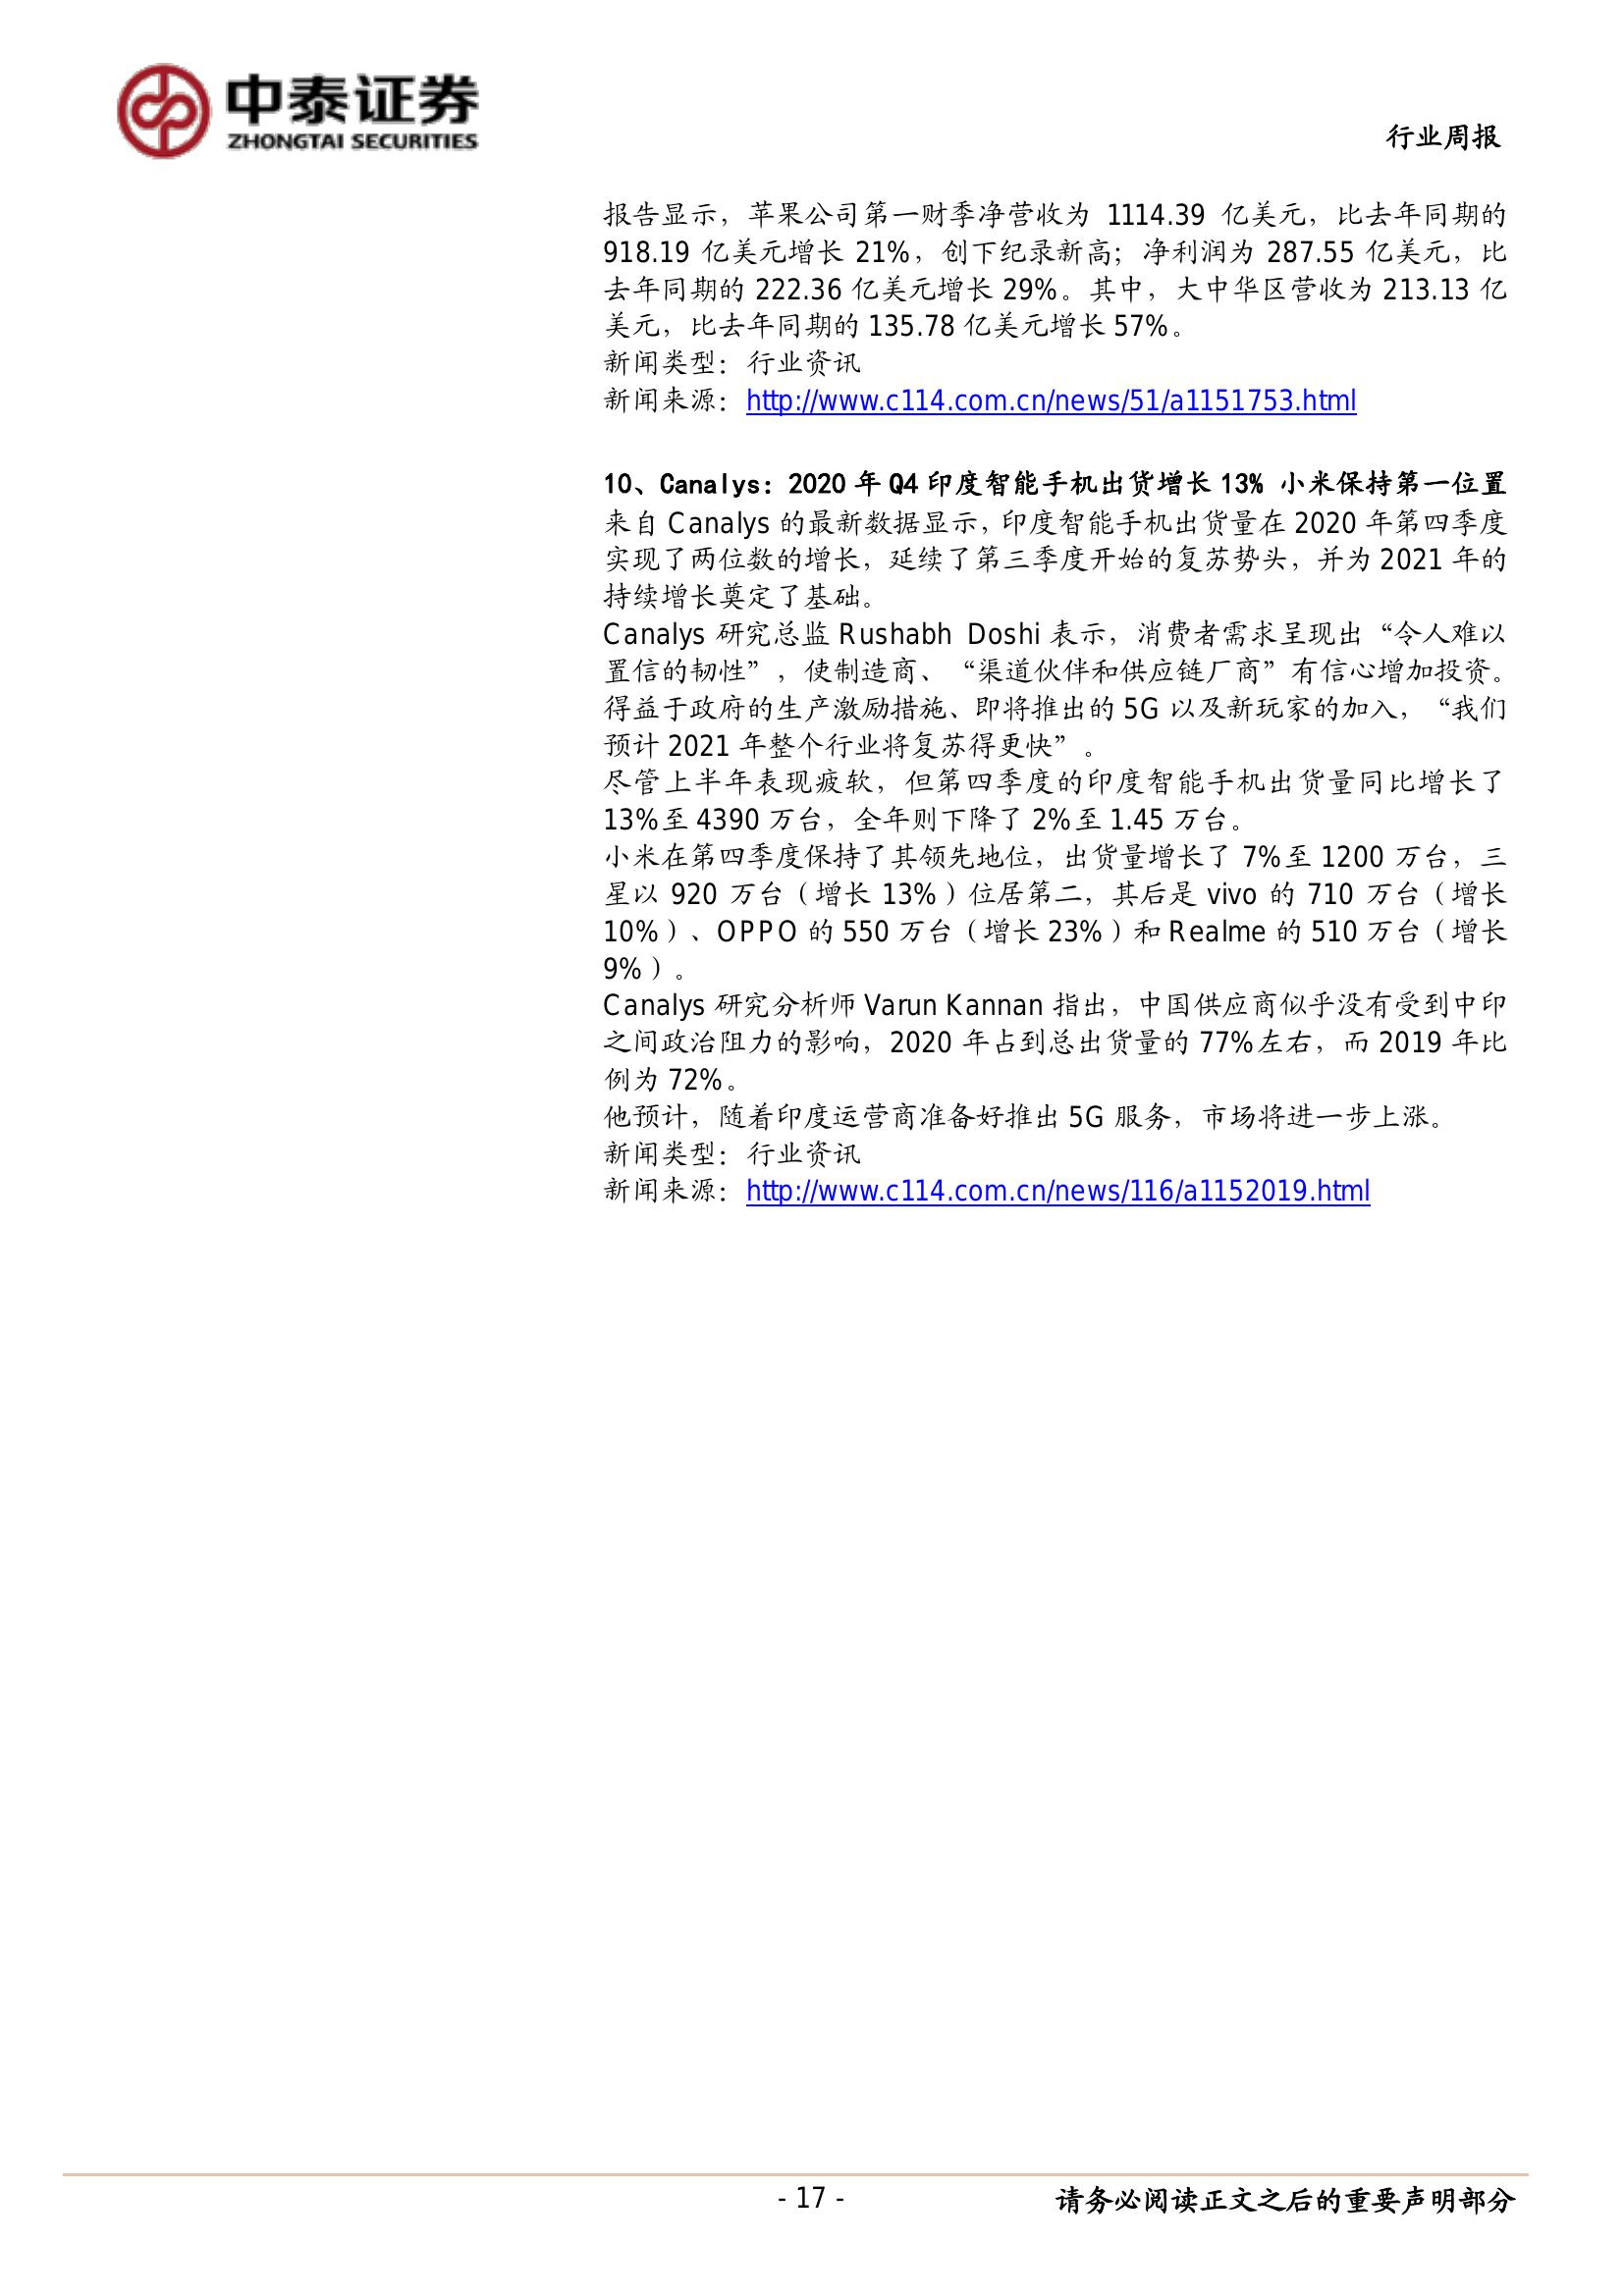 中泰证券
ZHONGTAI SECURITIES
行业周报
报告显示，苹果公司第一财季净营收为 1114.39 亿美元，比去年同期的
918.19 亿美元增长 21%，创下纪录新高；净利润为 287.55 亿美元，比
去年同期的 222.36 亿美元增长 29%。其中，大中华区营收为 213.13 亿
美元，比去年同期的 135.78 亿美元增长 57%。
新闻类型：行业资讯
新闻来源：http://www.c114.com.cn/news/51/a1151753.html
10、Canalys：2020 年 Q4 印度智能手机出货增长 13% 小米保持第一位置
来自 Canalys 的最新数据显示，印度智能手机出货量在 2020 年第四季度
实现了两位数的增长，延续了第三季度开始的复苏势头，并为 2021 年的
持续增长奠定了基础。
Canalys 研究总监 Rushabh Doshi 表示，消费者需求呈现出“令人难以
置信的韧性”，使制造商、“渠道伙伴和供应链厂商”有信心增加投资。
得益于政府的生产激励措施、即将推出的 5G 以及新玩家的加入，“我们
预计 2021 年整个行业将复苏得更快”。
尽管上半年表现疲软，但第四季度的印度智能手机出货量同比增长了
13%至 4390 万台，全年则下降了 2%至 1.45 万台。
小米在第四季度保持了其领先地位，出货量增长了 7%至 1200 万台，三
星以 920 万台（增长 13%）位居第二，其后是 vivo 的 710 万台（增长
10%）、OPPO 的 550 万台（增长 23%）和 Realme 的 510 万台（增长
9%）。
Canalys 研究分析师 Varun Kannan 指出，中国供应商似乎没有受到中印
之间政治阻力的影响，2020 年占到总出货量的 77%左右，而 2019 年比
例为 72%。
他预计，随着印度运营商准备好推出 5G 服务，市场将进一步上涨。
新闻类型：行业资讯
新闻来源：http://www.c114.com.cn/news/116/a1152019.html
- 17 -
请务必阅读正文之后的重要声明部分